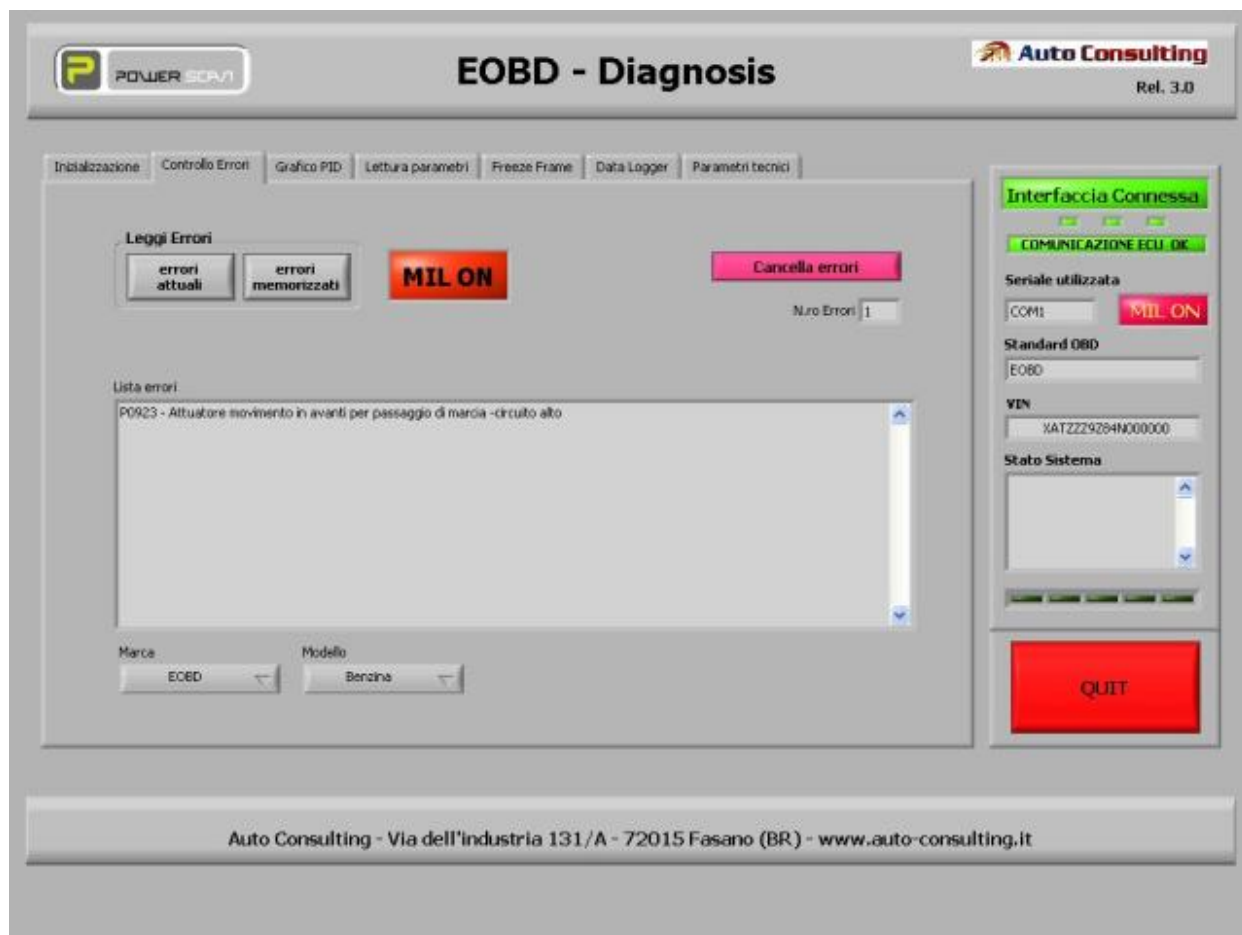 POWER SCAN
EOBD - Diagnosis
Auto Consulting
Rel. 3.0
Inizializzazione
Controllo Errori
Grafico PID
Lettura parametri
Freeze Frame
Data Logger
Parametri tecnici
Leggi Errori
errori attuali
errori memorizzati
MIL ON
Cancella errori
N.ro Errori 1
Lista errori
P0923 - Attuatore movimento in avanti per passaggio di marcia -circuito alto
Marca
EOBD
Modello
Benzina
Interfaccia Connessa
COMUNICAZIONE ECU OK
Seriale utilizzata
COM1
MIL ON
Standard OBD
EOBD
VIN
XATZZZ9Z84N000000
Stato Sistema
QUIT
Auto Consulting - Via dell'industria 131/A - 72015 Fasano (BR) - www.auto-consulting.it